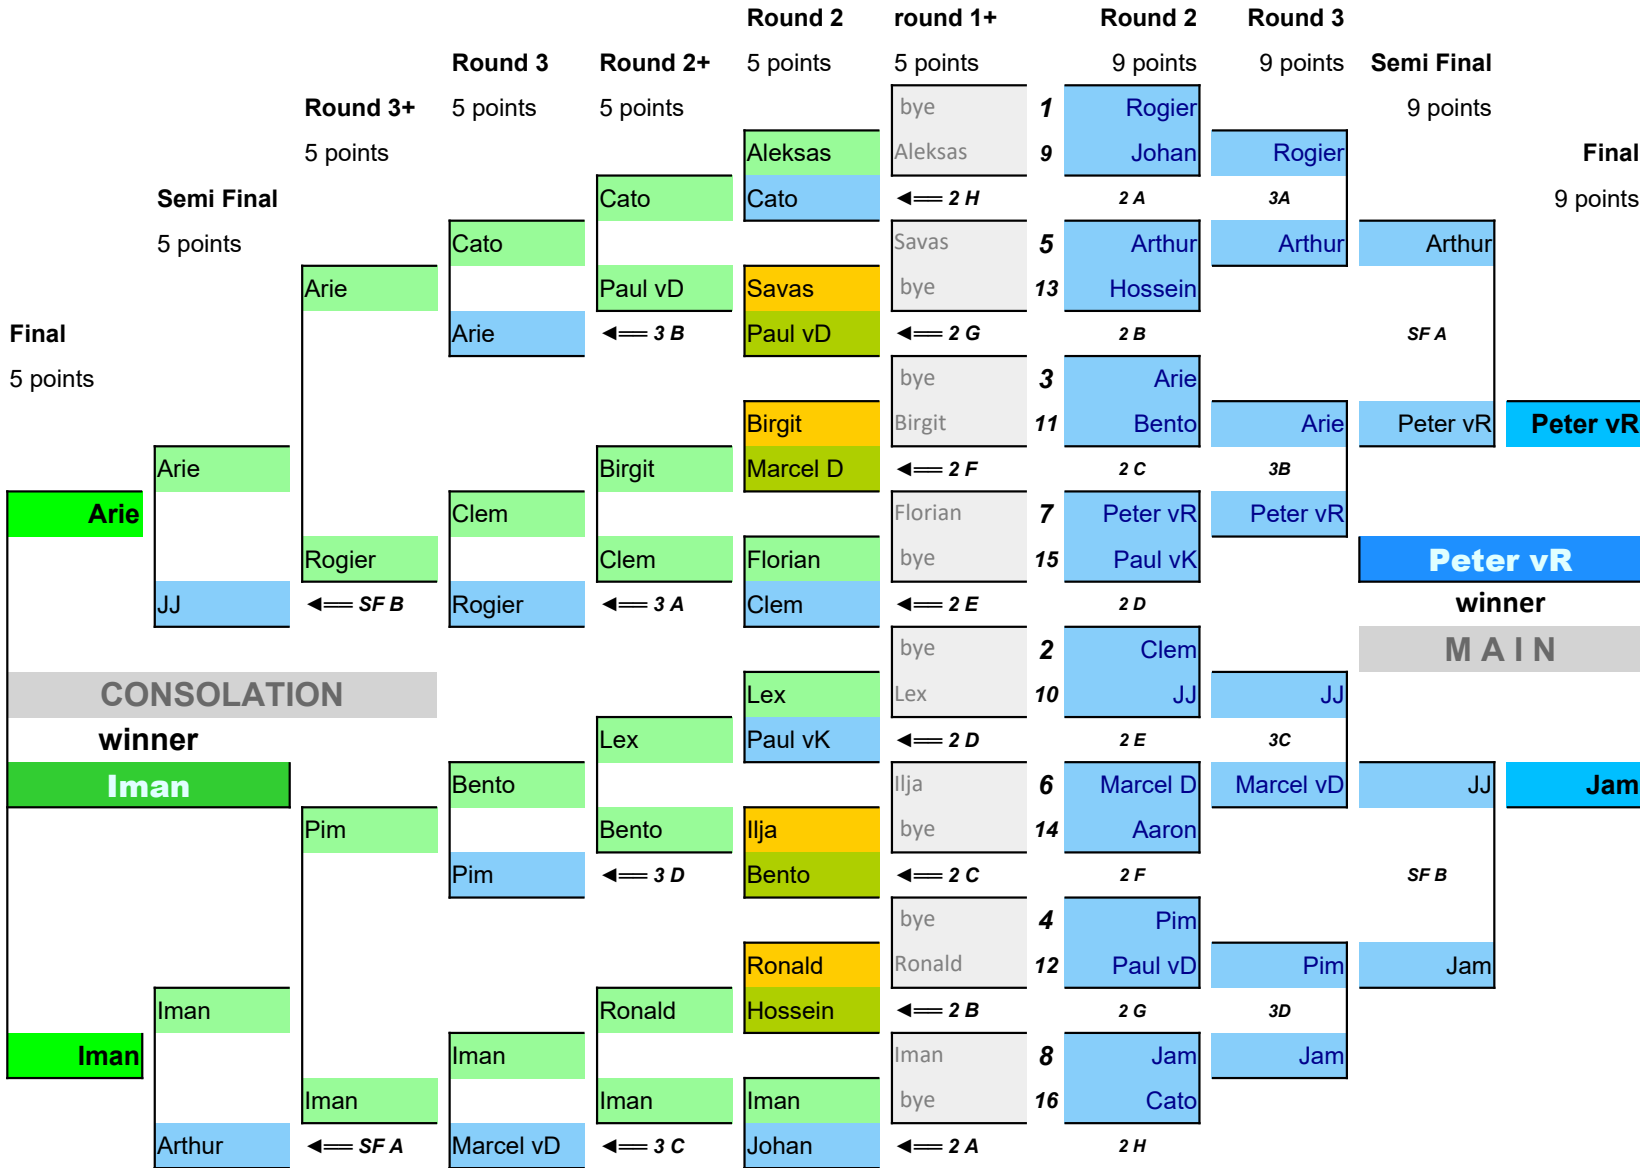 Round 2 round 1+ Round 2 Round 3
Round 3 Round 2+ 5 points 5 points 9 points 9 points Semi Final
Round 3+ 5 points 5 points bye 1 Rogier 9 points
5 points Aleksas Aleksas 9 Johan Rogier Final
Semi Final Cato Cato ◄══ 2 H 2 A 3A 9 points
5 points Cato Savas 5 Arthur Arthur Arthur
Arie Paul vD Savas bye 13 Hossein
Final Arie ◄══ 3 B Paul vD ◄══ 2 G 2 B SF A
5 points bye 3 Arie
Birgit Birgit 11 Bento Arie Peter vR Peter vR
Arie Birgit Marcel D ◄══ 2 F 2 C 3B
Arie Clem Florian 7 Peter vR Peter vR
Rogier Clem Florian bye 15 Paul vK Peter vR
JJ ◄══ SF B Rogier ◄══ 3 A Clem ◄══ 2 E 2 D winner
bye 2 Clem M A I N
CONSOLATION Lex Lex 10 JJ JJ
winner Lex Paul vK ◄══ 2 D 2 E 3C
Iman Bento Ilja 6 Marcel D Marcel vD JJ Jam
Pim Bento Ilja bye 14 Aaron
Pim ◄══ 3 D Bento ◄══ 2 C 2 F SF B
bye 4 Pim
Ronald Ronald 12 Paul vD Pim Jam
Iman Ronald Hossein ◄══ 2 B 2 G 3D
Iman Iman Iman 8 Jam Jam
Iman Iman Iman bye 16 Cato
Arthur ◄══ SF A Marcel vD ◄══ 3 C Johan ◄══ 2 A 2 H